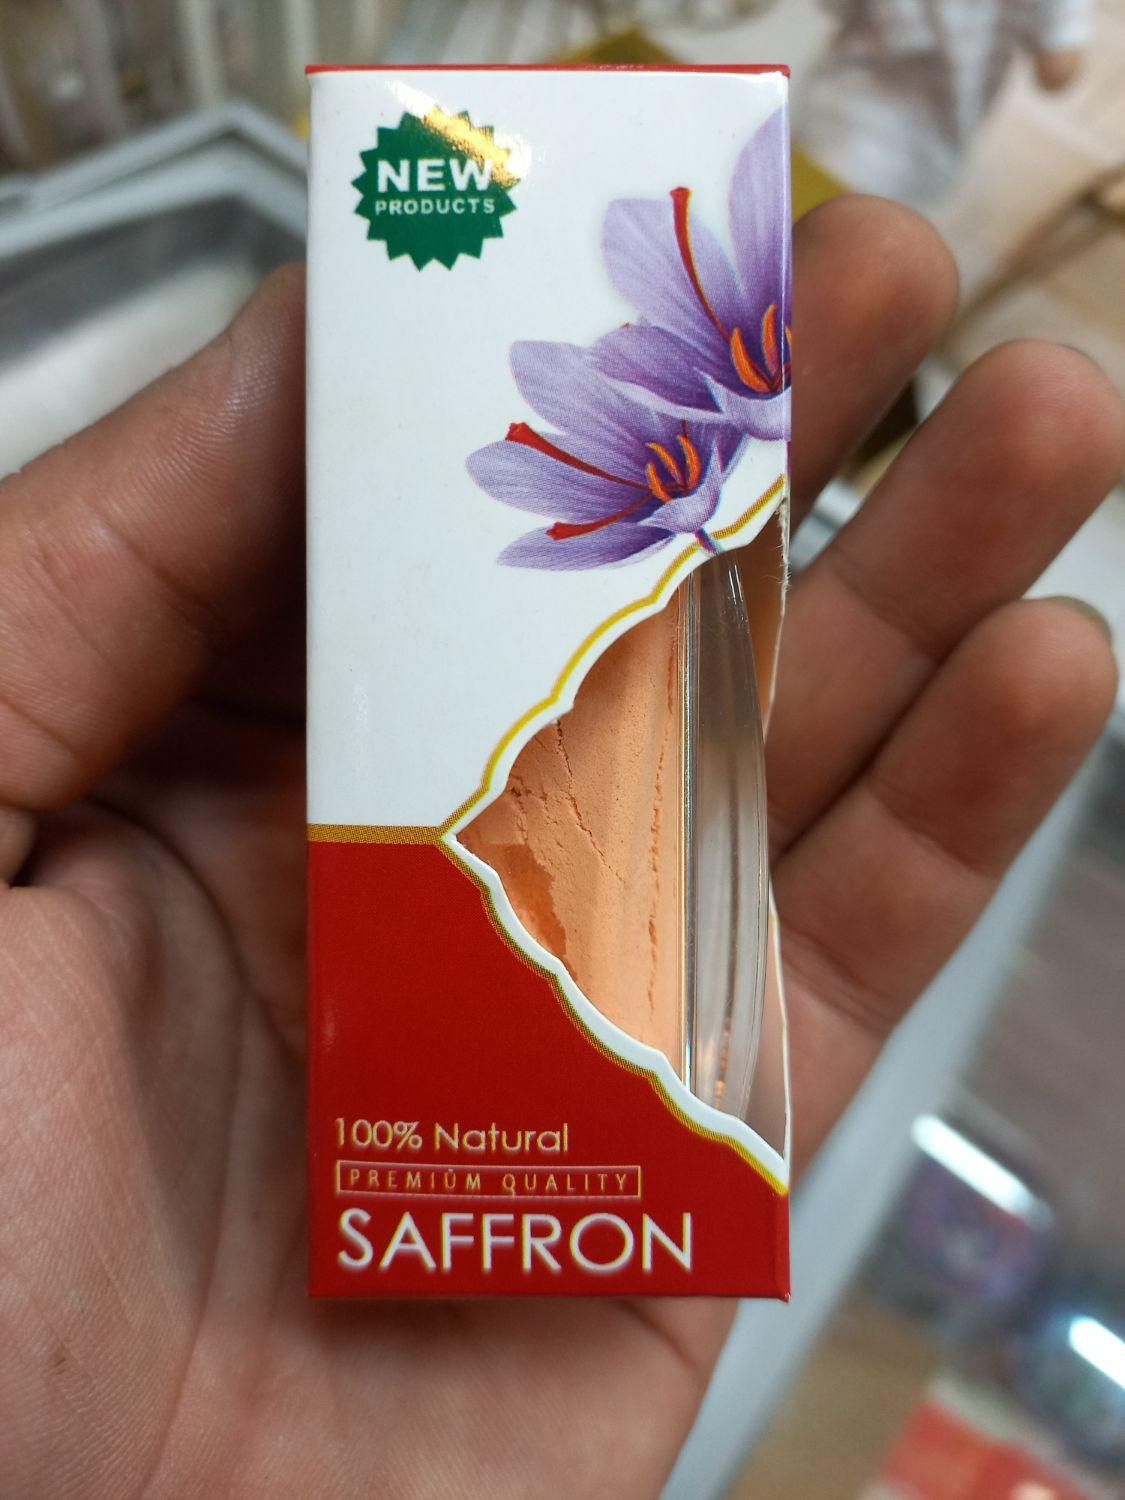 NEW
PRODUCTS
100% Natural
PREMIUM QUALITY
SAFFRON